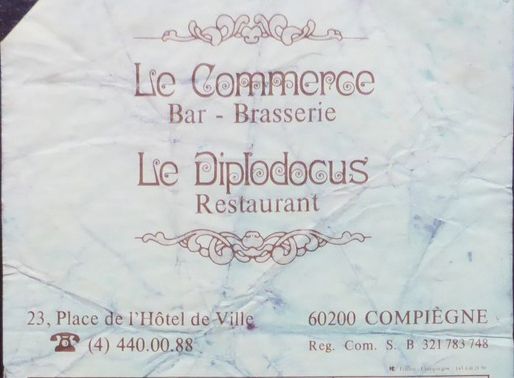 Le Commerce
Bar - Brasserie
Le Diplodocus
Restaurant
23, Place de l'Hôtel de Ville
60200 COMPIÈGNE
☎ (4) 440.00.88
Reg. Com. S. B 321 783 748